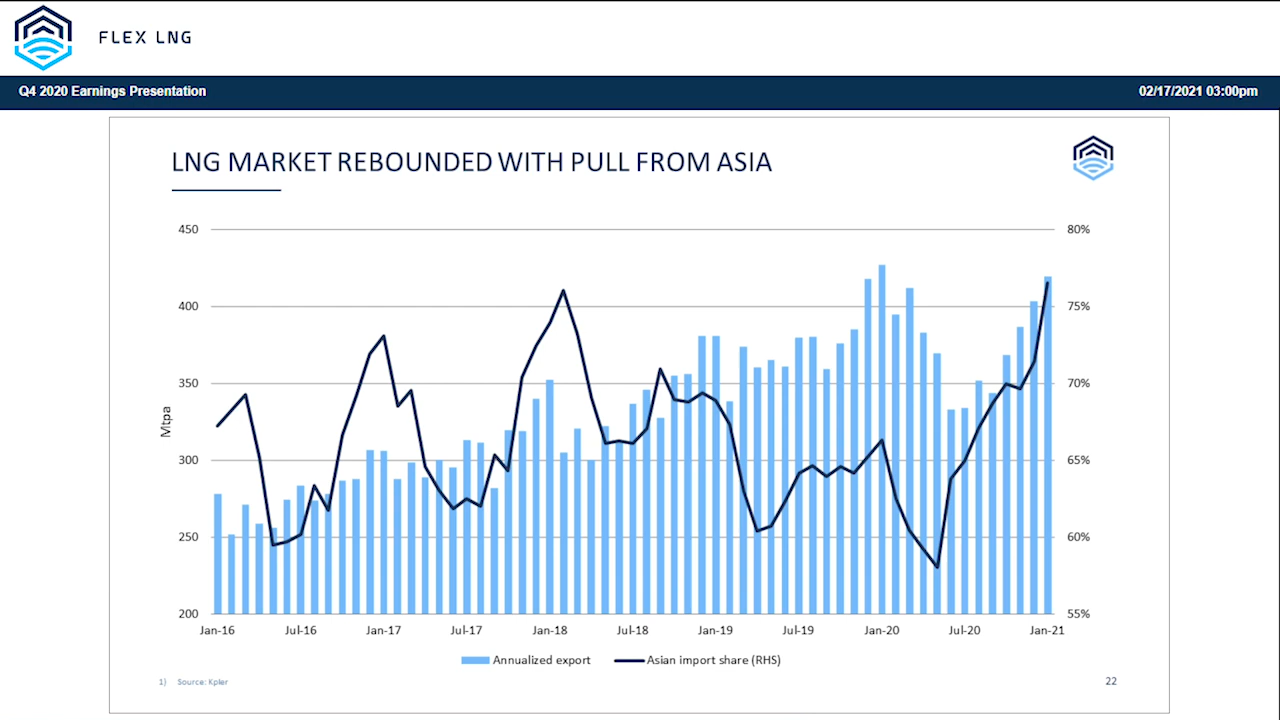 FLEX LNG
Q4 2020 Earnings Presentation 02/17/2021 03:00pm
LNG MARKET REBOUNDED WITH PULL FROM ASIA
450 80%
400 75%
350 70%
Mtpa
300 65%
250 60%
200 55%
Jan-16 Jul-16 Jan-17 Jul-17 Jan-18 Jul-18 Jan-19 Jul-19 Jan-20 Jul-20 Jan-21
Annualized export Asian import share (RHS)
1) Source: Kpler 22